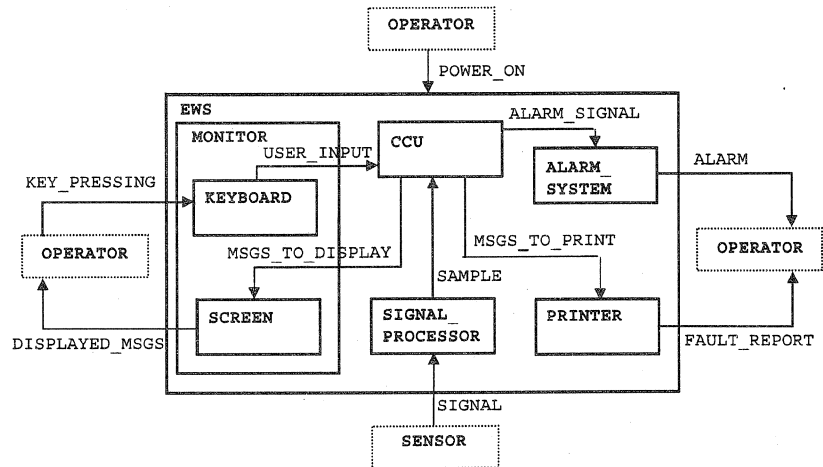 OPERATOR
POWER_ON
EWS
ALARM_SIGNAL
MONITOR
CCU
USER_INPUT
ALARM_
SYSTEM
ALARM
KEY_PRESSING
KEYBOARD
OPERATOR
MSGS_TO_DISPLAY
MSGS_TO_PRINT
OPERATOR
SAMPLE
SCREEN
SIGNAL_
PROCESSOR
PRINTER
DISPLAYED_MSGS
FAULT_REPORT
SIGNAL
SENSOR